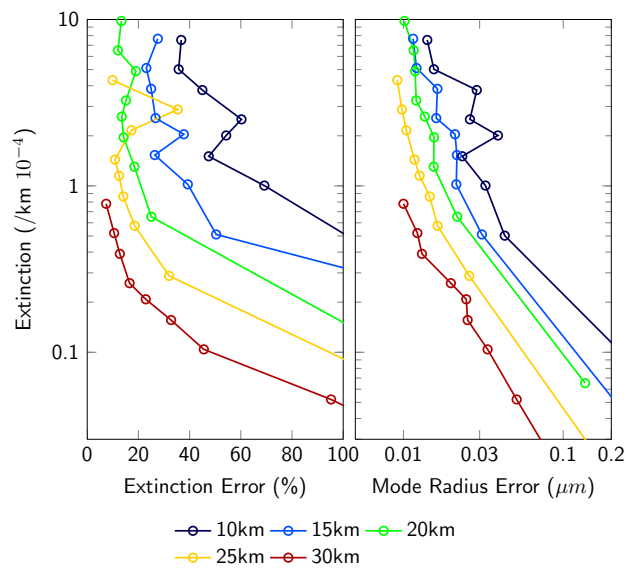 10
1
0.1
Extinction (/km 10⁻⁴)
0 20 40 60 80 100
0.01 0.03 0.1 0.2
Extinction Error (%)
Mode Radius Error (μm)
10km 15km 20km
25km 30km